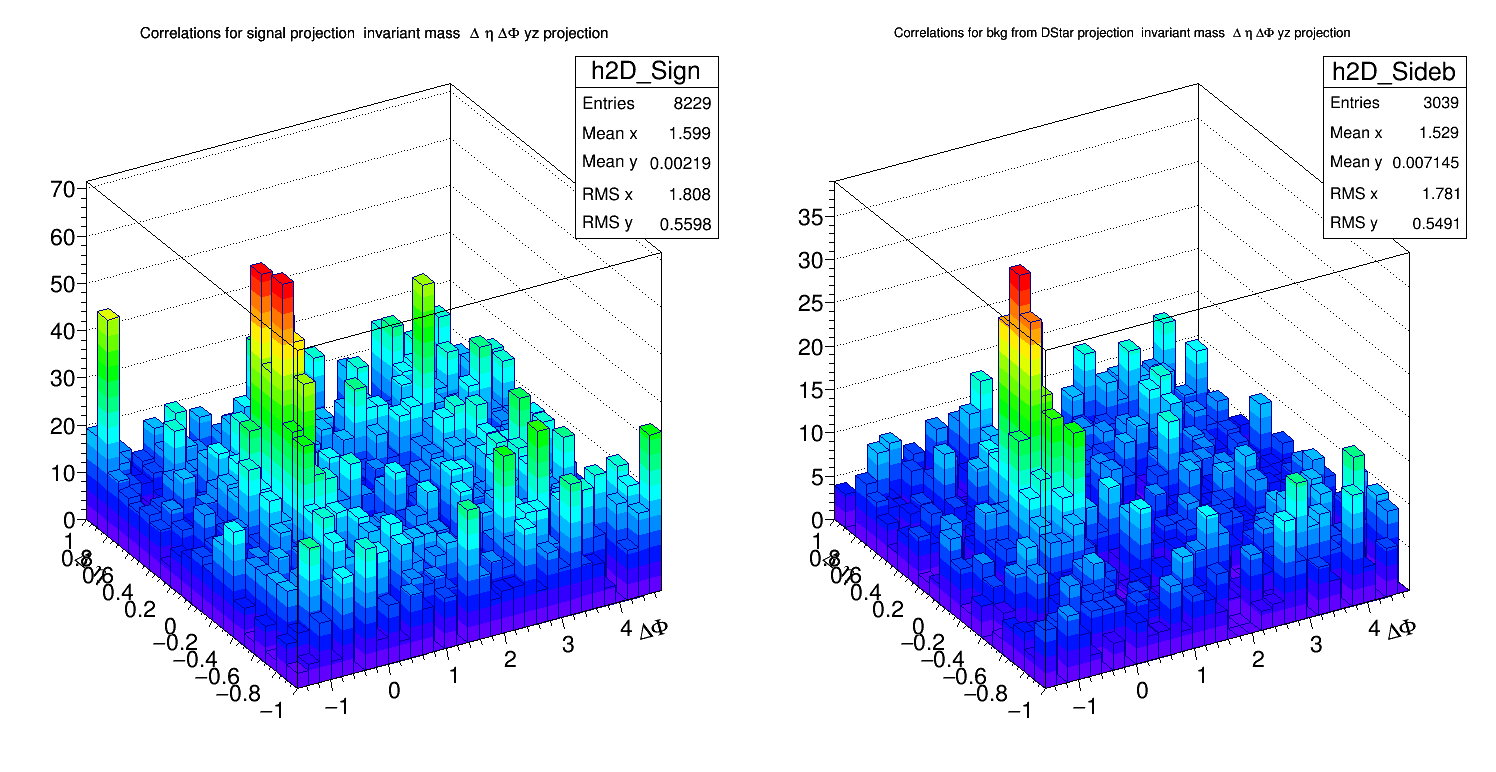 Correlations for signal projection invariant mass Δ η ΔΦ yz projection
h2D_Sign
Entries 8229
Mean x 1.599
Mean y 0.00219
RMS x 1.808
RMS y 0.5598
70
60
50
40
30
20
10
0
1
0.8
Δ η
0.6
0.4
0.2
0
−0.2
−0.4
−0.6
−0.8
−1
−1
0
1
2
3
4
ΔΦ
Correlations for bkg from DStar projection invariant mass Δ η ΔΦ yz projection
h2D_Sideb
Entries 3039
Mean x 1.529
Mean y 0.007145
RMS x 1.781
RMS y 0.5491
35
30
25
20
15
10
5
0
1
0.8
Δ η
0.6
0.4
0.2
0
−0.2
−0.4
−0.6
−0.8
−1
−1
0
1
2
3
4
ΔΦ